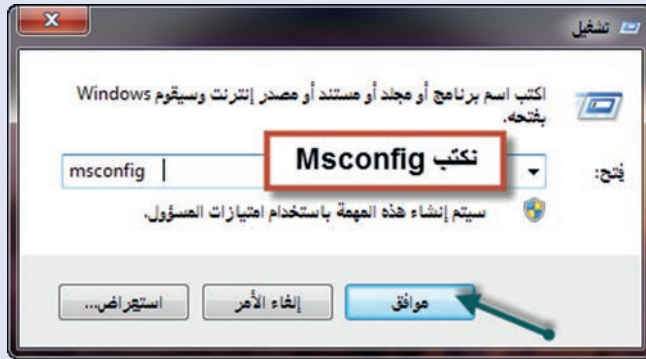 تشغيل
اكتب اسم برنامج أو مجلد أو مستند أو مصدر إنترنت وسيقوم Windows
بفتحه.
فتح:
msconfig
نكتب Msconfig
سيتم إنشاء هذه المهمة باستخدام امتيازات المسؤول.
موافق
إلغاء الأمر
استعراض...